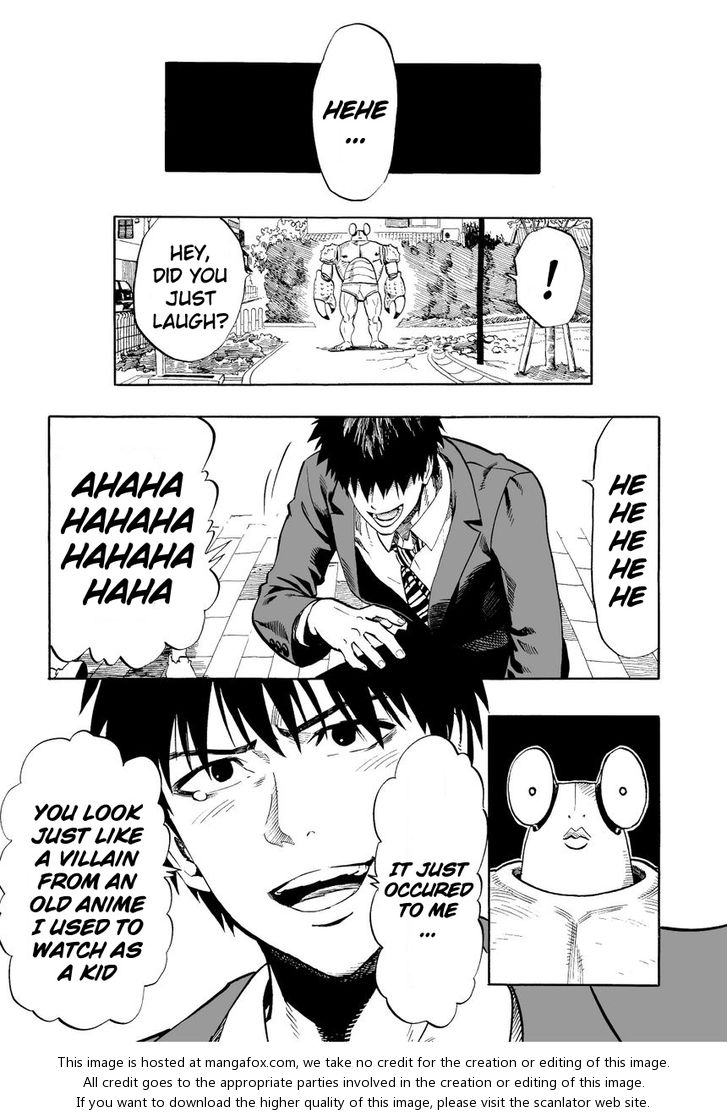 HEHE
...
HEY,
DID YOU
JUST
LAUGH?
!
HE
HE
HE
HE
HE
AHAHA
HAHAHA
HAHAHA
HAHA
IT JUST
OCCURED
TO ME
...
YOU LOOK
JUST LIKE
A VILLAIN
FROM AN
OLD ANIME
I USED TO
WATCH AS
A KID
This image is hosted at mangafox.com, we take no credit for the creation or editing of this image.
All credit goes to the appropriate parties involved in the creation or editing of this image.
If you want to download the higher quality of this image, please visit the scanlator web site.